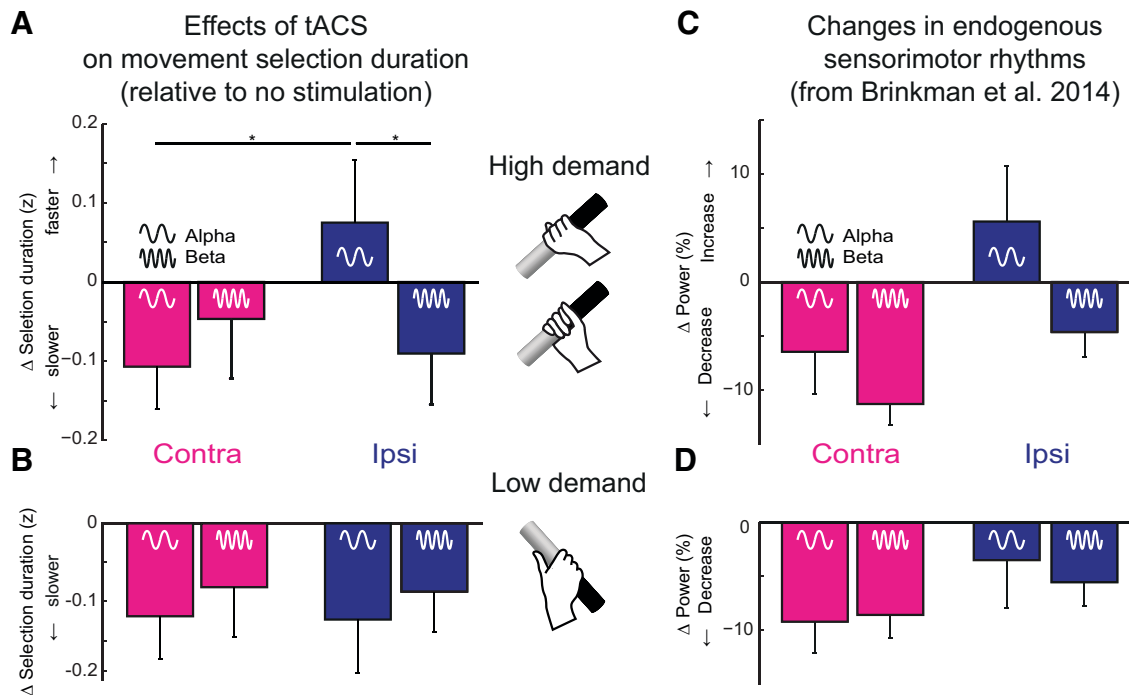 A
Effects of tACS
on movement selection duration
(relative to no stimulation)
0.2
0.1
0
−0.1
−0.2
Δ Seletion duration (z)
← slower
faster →
*
*
Alpha
Beta
Contra
Ipsi
High demand
C
Changes in endogenous
sensorimotor rhythms
(from Brinkman et al. 2014)
10
0
−10
Δ Power (%)
← Decrease
Increase →
Alpha
Beta
Contra
Ipsi
B
0
-0.1
-0.2
Δ Selection duration (z)
← slower
Low demand
D
0
−10
Δ Power (%)
← Decrease